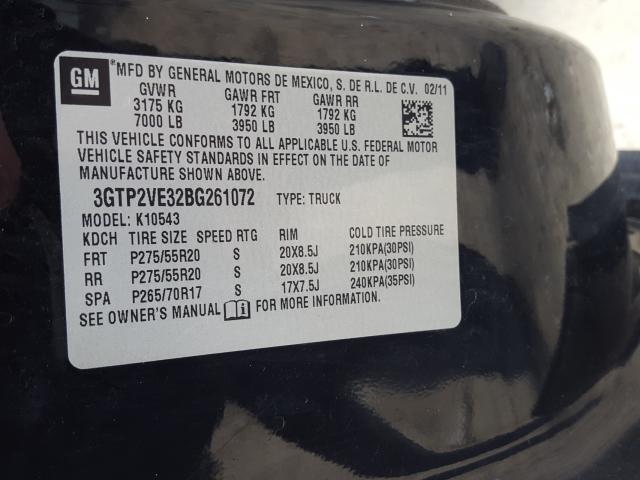 GM
*MFD BY GENERAL MOTORS DE MEXICO, S. DE R.L. DE C.V. 02/11
GVWR GAWR FRT GAWR RR
3175 KG 1792 KG 1792 KG
7000 LB 3950 LB 3950 LB
THIS VEHICLE CONFORMS TO ALL APPLICABLE U.S. FEDERAL MOTOR
VEHICLE SAFETY STANDARDS IN EFFECT ON THE DATE OF
MANUFACTURE SHOWN ABOVE.
3GTP2VE32BG261072 TYPE: TRUCK
MODEL: K10543
KDCH TIRE SIZE SPEED RTG RIM COLD TIRE PRESSURE
FRT P275/55R20 S 20X8.5J 210KPA(30PSI)
RR P275/55R20 S 20X8.5J 210KPA(30PSI)
SPA P265/70R17 S 17X7.5J 240KPA(35PSI)
SEE OWNER'S MANUAL FOR MORE INFORMATION.